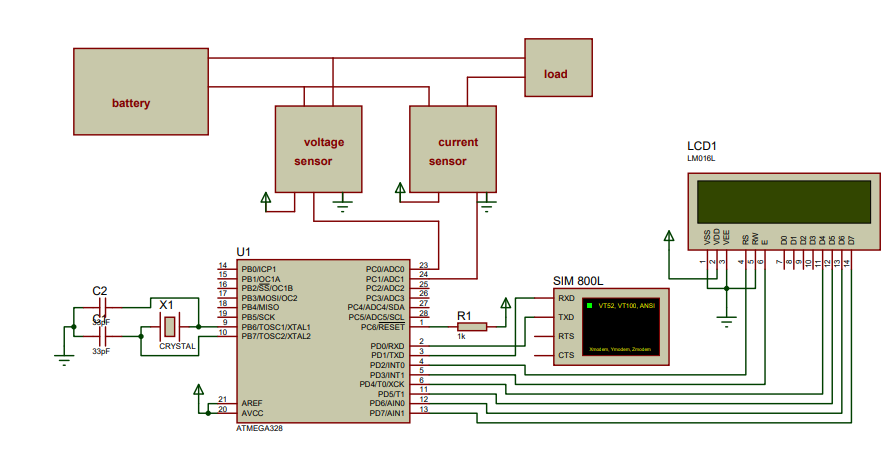 battery
load
voltage
sensor
current
sensor
LCD1
LM016L
VSS
VDD
VEE
RS
RW
E
D0
D1
D2
D3
D4
D5
D6
D7
1
2
3
4
5
6
7
8
9
10
11
12
13
14
U1
14 PB0/ICP1 PC0/ADC0 23
15 PB1/OC1A PC1/ADC1 24
16 PB2/SS/OC1B PC2/ADC2 25
17 PB3/MOSI/OC2 PC3/ADC3 26
18 PB4/MISO PC4/ADC4/SDA 27
19 PB5/SCK PC5/ADC5/SCL 28
9 PB6/TOSC1/XTAL1 PC6/RESET 1
10 PB7/TOSC2/XTAL2
PD0/RXD 2
PD1/TXD 3
PD2/INT0 4
PD3/INT1 5
PD4/T0/XCK 6
PD5/T1 11
21 AREF PD6/AIN0 12
20 AVCC PD7/AIN1 13
ATMEGA328
C2
33pF
C1
33pF
X1
CRYSTAL
R1
1k
SIM 800L
RXD
TXD
RTS
CTS
VT52, VT100, ANSI
Xmodem, Ymodem, Zmodem